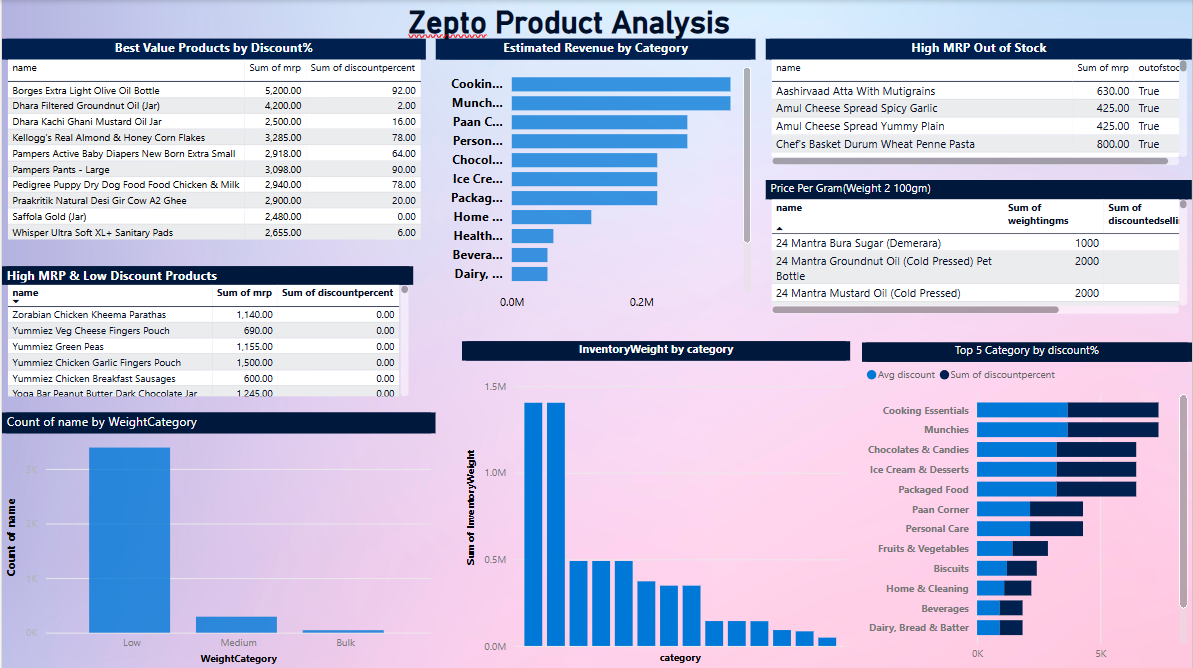 Zepto Product Analysis
Best Value Products by Discount%
name Sum of mrp Sum of discountpercent
Borges Extra Light Olive Oil Bottle 5,200.00 92.00
Dhara Filtered Groundnut Oil (Jar) 4,200.00 2.00
Dhara Kachi Ghani Mustard Oil Jar 2,500.00 16.00
Kellogg's Real Almond & Honey Corn Flakes 3,285.00 78.00
Pampers Active Baby Diapers New Born Extra Small 2,918.00 64.00
Pampers Pants - Large 3,098.00 90.00
Pedigree Puppy Dry Dog Food Food Chicken & Milk 2,940.00 78.00
Praakritik Natural Desi Gir Cow A2 Ghee 2,900.00 20.00
Saffola Gold (Jar) 2,480.00 0.00
Whisper Ultra Soft XL+ Sanitary Pads 2,655.00 6.00
Estimated Revenue by Category
Cookin...
Munch...
Paan C...
Person...
Chocol...
Ice Cre...
Packag...
Home ...
Health...
Bevera...
Dairy, ...
0.0M 0.2M
High MRP Out of Stock
name Sum of mrp outofstoc
Aashirvaad Atta With Mutigrains 630.00 True
Amul Cheese Spread Spicy Garlic 425.00 True
Amul Cheese Spread Yummy Plain 425.00 True
Chef's Basket Durum Wheat Penne Pasta 800.00 True
Price Per Gram(Weight 2 100gm)
name Sum of weightingms Sum of discountedselli
24 Mantra Bura Sugar (Demerara) 1000
24 Mantra Groundnut Oil (Cold Pressed) Pet Bottle 2000
24 Mantra Mustard Oil (Cold Pressed) 2000
High MRP & Low Discount Products
name Sum of mrp Sum of discountpercent
Zorabian Chicken Kheema Parathas 1,140.00 0.00
Yummiez Veg Cheese Fingers Pouch 690.00 0.00
Yummiez Green Peas 1,155.00 0.00
Yummiez Chicken Garlic Fingers Pouch 1,500.00 0.00
Yummiez Chicken Breakfast Sausages 600.00 0.00
Yoga Bar Peanut Butter Dark Chocolate Jar 1,245.00 0.00
Count of name by WeightCategory
Count of name
3K
2K
1K
0K
Low Medium Bulk
WeightCategory
InventoryWeight by category
Sum of InventoryWeight
1.5M
1.0M
0.5M
0.0M
category
Top 5 Category by discount%
Avg discount Sum of discountpercent
Cooking Essentials
Munchies
Chocolates & Candies
Ice Cream & Desserts
Packaged Food
Paan Corner
Personal Care
Fruits & Vegetables
Biscuits
Home & Cleaning
Beverages
Dairy, Bread & Batter
0K 5K